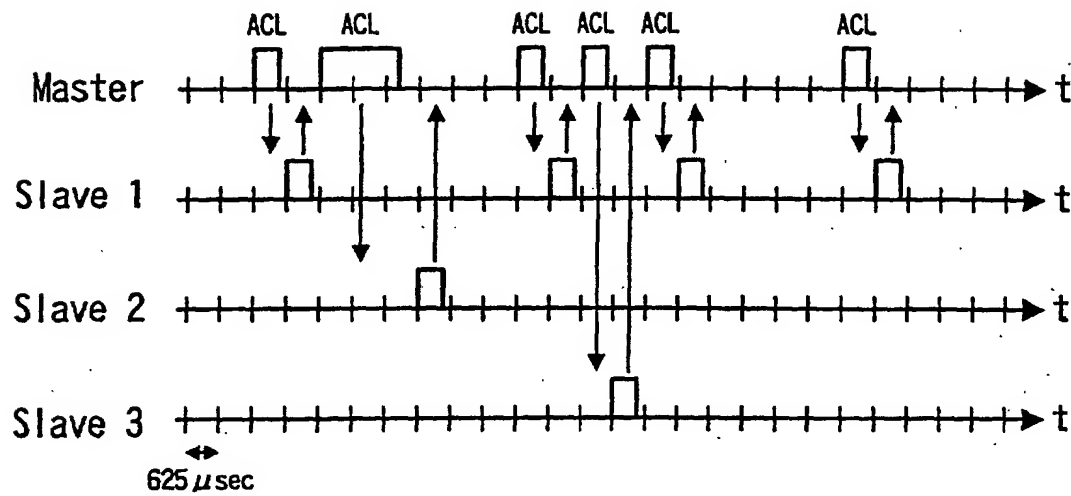 ACL ACL ACL ACL ACL ACL
Master t
Slave 1 t
Slave 2 t
Slave 3 t
625 μsec